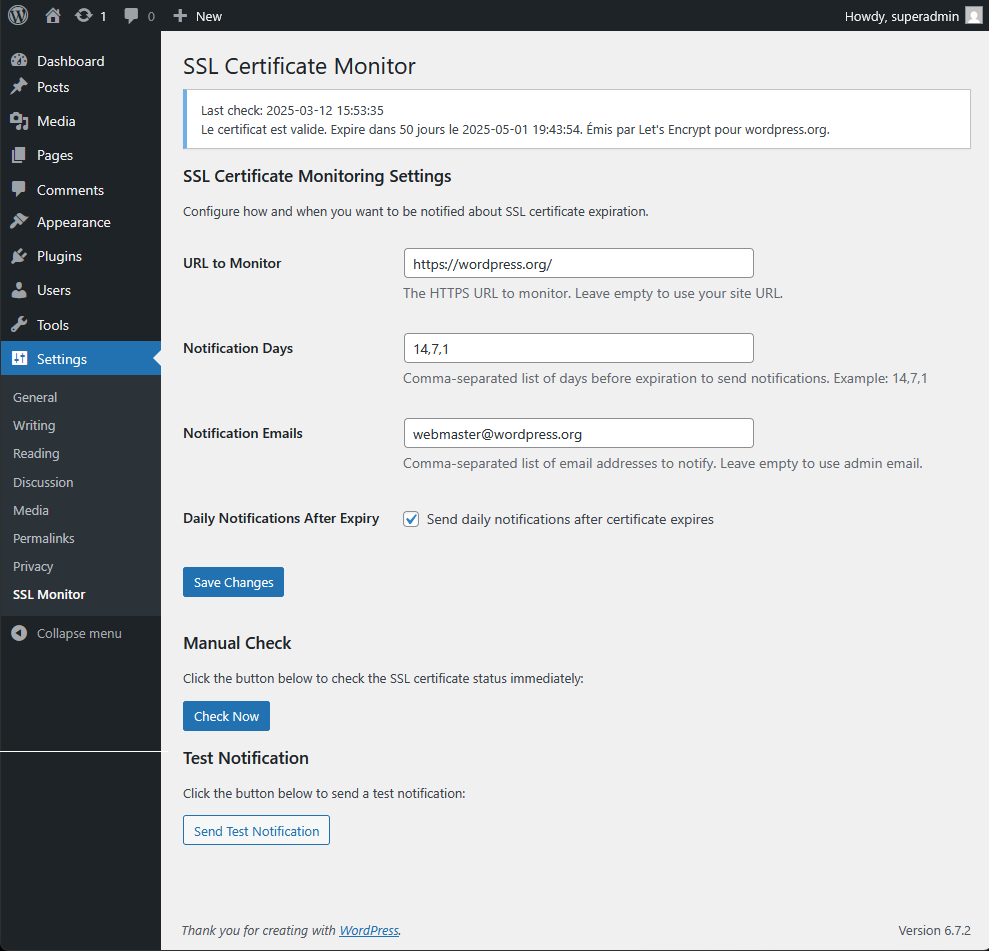 1
0
New
Howdy, superadmin
Dashboard
Posts
Media
Pages
Comments
Appearance
Plugins
Users
Tools
Settings
General
Writing
Reading
Discussion
Media
Permalinks
Privacy
SSL Monitor
Collapse menu
SSL Certificate Monitor
Last check: 2025-03-12 15:53:35
Le certificat est valide. Expire dans 50 jours le 2025-05-01 19:43:54. Émis par Let's Encrypt pour wordpress.org.
SSL Certificate Monitoring Settings
Configure how and when you want to be notified about SSL certificate expiration.
URL to Monitor
https://wordpress.org/
The HTTPS URL to monitor. Leave empty to use your site URL.
Notification Days
14,7,1
Comma-separated list of days before expiration to send notifications. Example: 14,7,1
Notification Emails
webmaster@wordpress.org
Comma-separated list of email addresses to notify. Leave empty to use admin email.
Daily Notifications After Expiry
Send daily notifications after certificate expires
Save Changes
Manual Check
Click the button below to check the SSL certificate status immediately:
Check Now
Test Notification
Click the button below to send a test notification:
Send Test Notification
Thank you for creating with WordPress.
Version 6.7.2